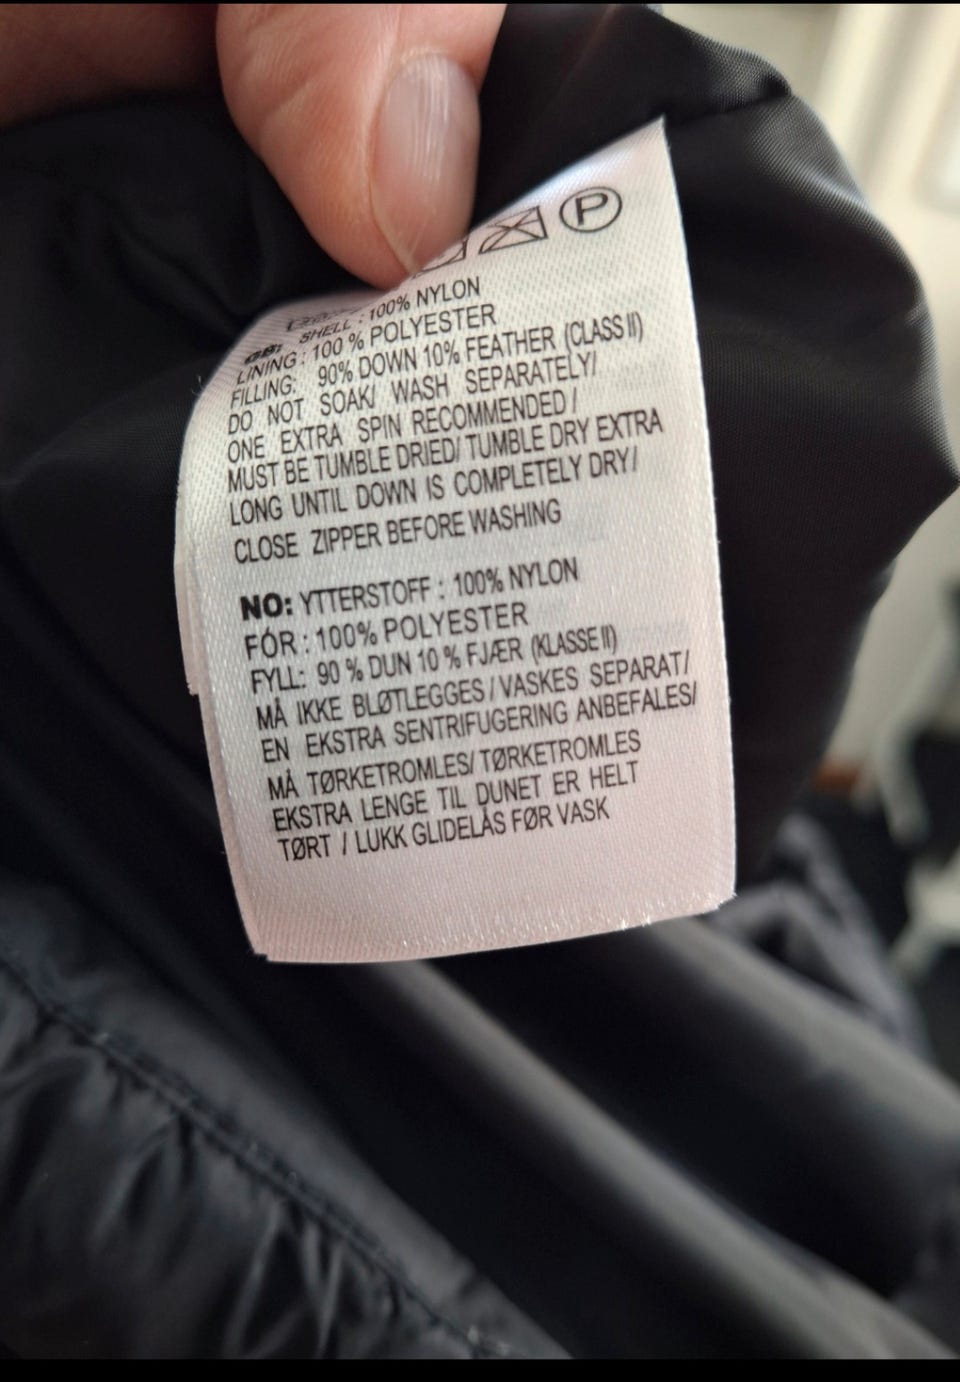 P
GB: SHELL : 100% NYLON
LINING : 100 % POLYESTER
FILLING: 90% DOWN 10% FEATHER (CLASS II)
DO NOT SOAK/ WASH SEPARATELY/
ONE EXTRA SPIN RECOMMENDED/
MUST BE TUMBLE DRIED/ TUMBLE DRY EXTRA
LONG UNTIL DOWN IS COMPLETELY DRY/
CLOSE ZIPPER BEFORE WASHING
NO: YTTERSTOFF : 100% NYLON
FÓR : 100% POLYESTER
FYLL: 90 % DUN 10 % FJÆR (KLASSE II)
MÅ IKKE BLØTLEGGES / VASKES SEPARAT/
EN EKSTRA SENTRIFUGERING ANBEFALES/
MÅ TØRKETROMLES/ TØRKETROMLES
EKSTRA LENGE TIL DUNET ER HELT
TØRT / LUKK GLIDELÅS FØR VASK